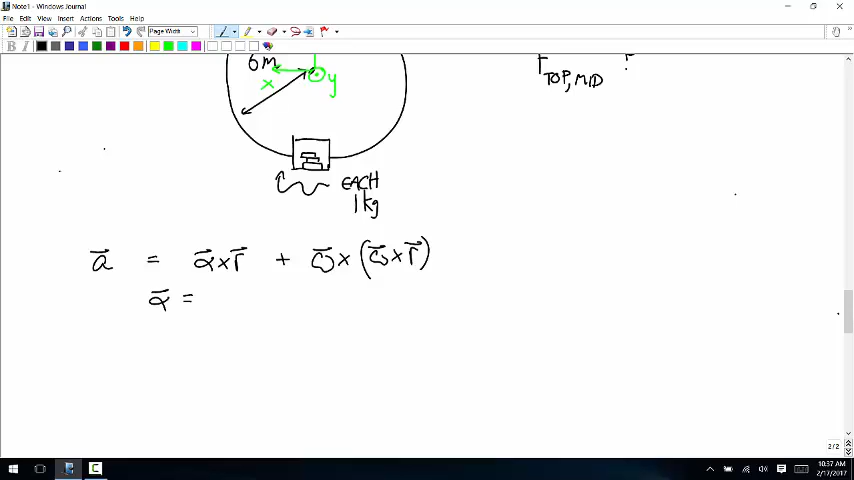 Note1 - Windows Journal
File Edit View Insert Actions Tools Help
Page Width
B I
6m
x
y
F TOP, MID ?
EACH
1kg
a⃗ = α⃗ x r⃗ + ω⃗ x (ω⃗ x r⃗)
α⃗ =
2/2
10:37 AM
2/17/2017